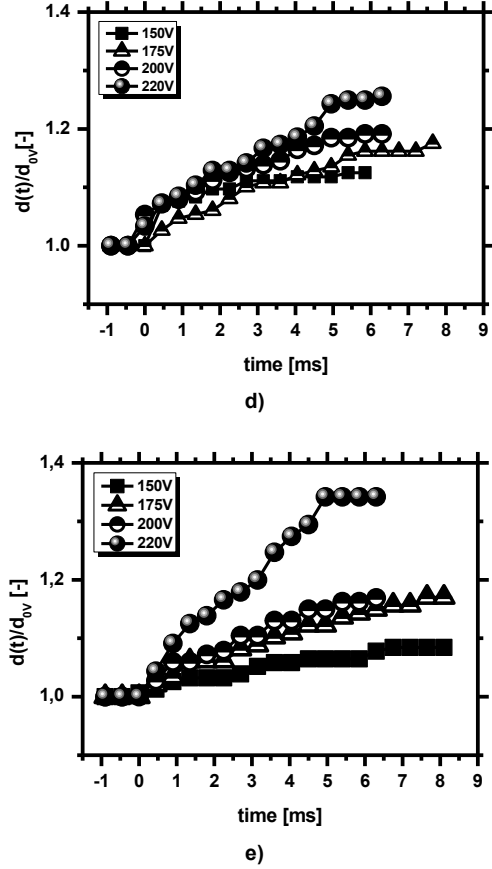 1.4
150V
175V
200V
220V
1.2
1.0
d(t)/d0V[-]
-1 0 1 2 3 4 5 6 7 8 9
time [ms]
d)
1,4
150V
175V
200V
220V
1,2
1,0
d(t)/d0V [-]
-1 0 1 2 3 4 5 6 7 8 9
time [ms]
e)